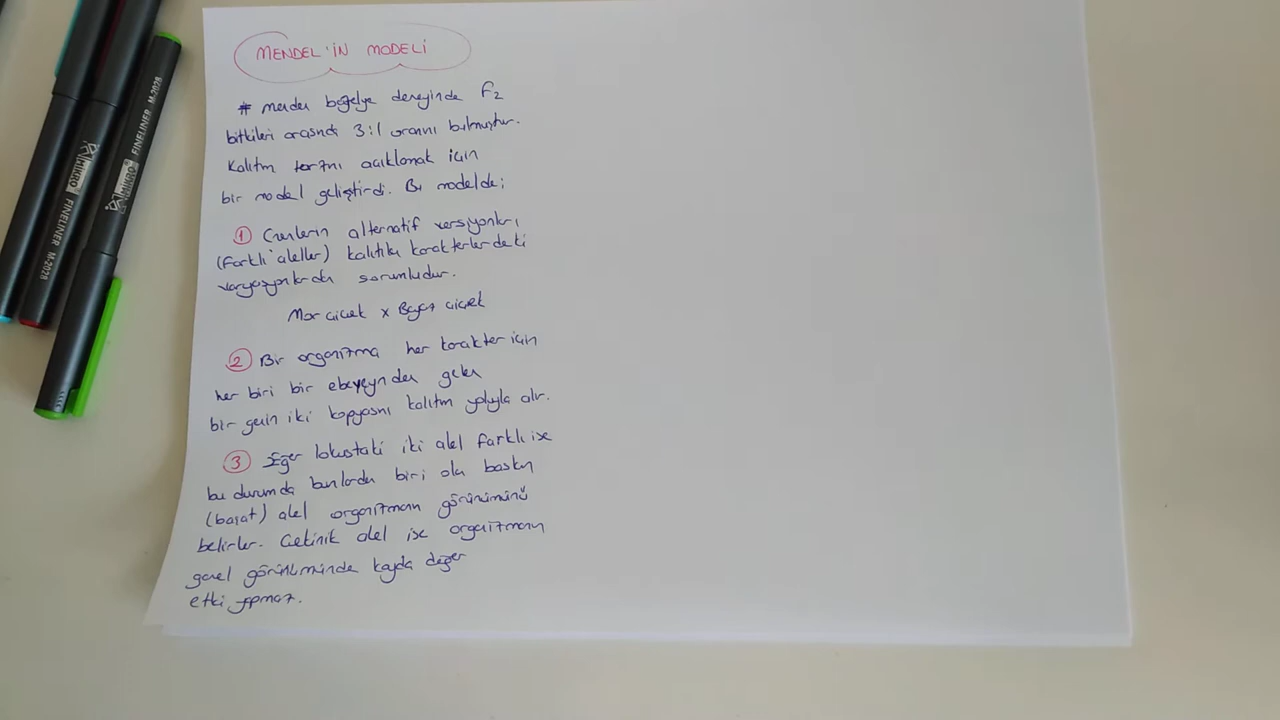 MENDEL'İN MODELİ
# mendel bezelye deneyinde F2
bitkileri arasında 3:1 oranını bulmuştur.
Kalıtım tarzını açıklamak için
bir model geliştirdi. Bu modelde;
1 Genlerin alternatif versiyonları
(farklı aleller) kalıtılan karakterlerdeki
varyasyonlardan sorumludur.
Mor çiçek x Beyaz çiçek
2 Bir organizma her karakter için
her biri bir ebeveynden gelen
bir genin iki kopyasını kalıtım yoluyla alır.
3 Eğer lokustaki iki alel farklı ise
bu durumda bunlardan biri olan baskın
(başat) alel organizmanın görünümünü
belirler. Çekinik alel ise organizmanın
genel görünümünde kayda değer
etki yapmaz.
MIKRO FINELINER M-2028
MIKRO FINELINER M-2028